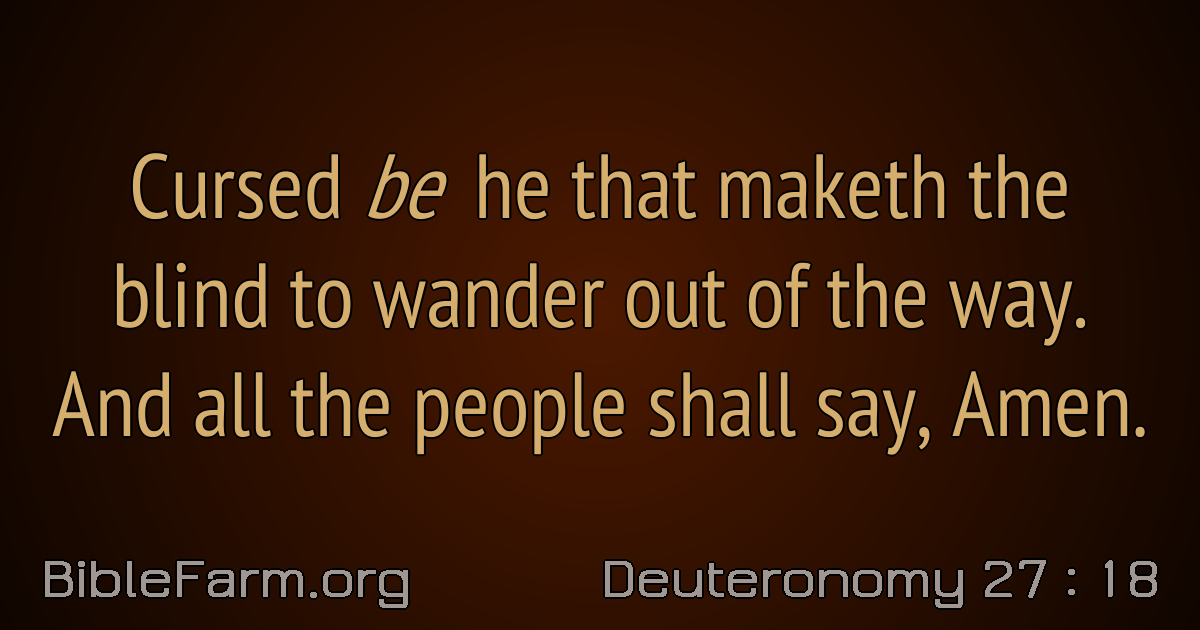 Cursed be he that maketh the
blind to wander out of the way.
And all the people shall say, Amen.
BibleFarm.org
Deuteronomy 27 : 18